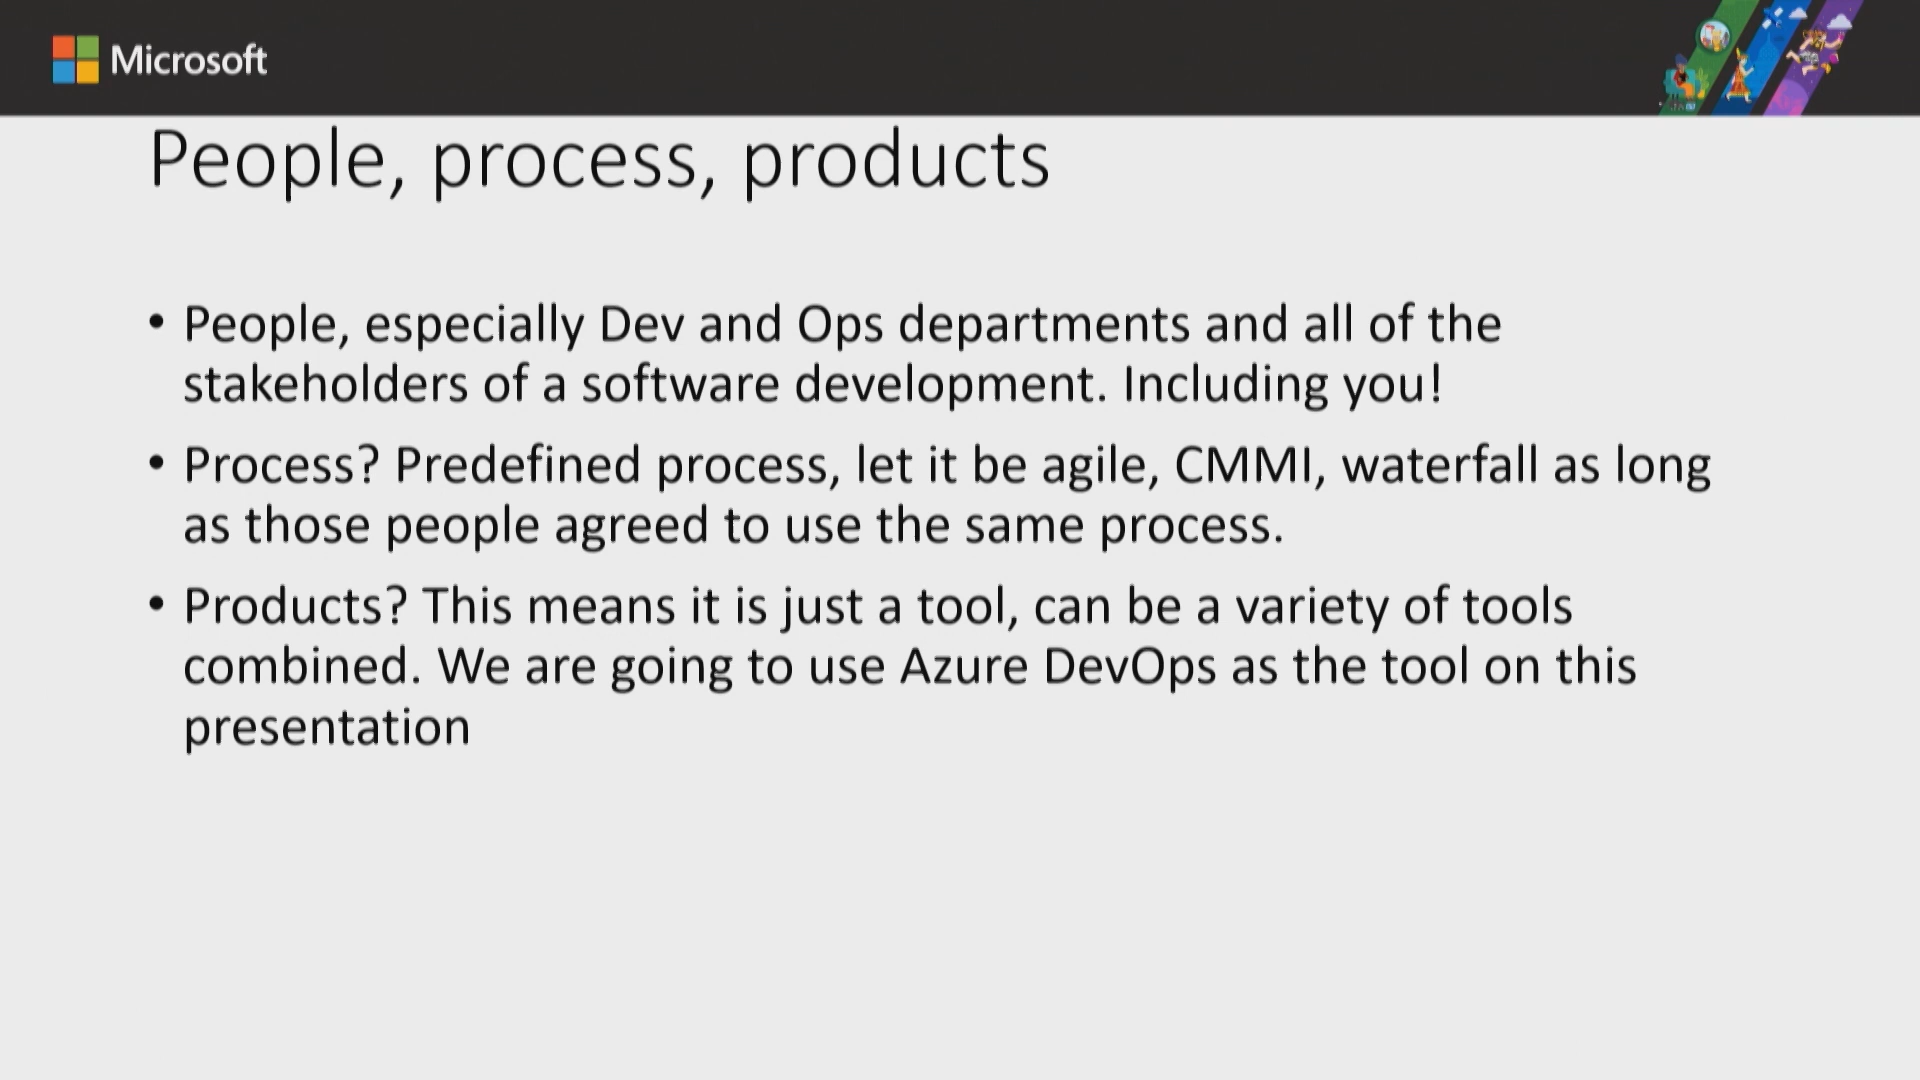 Microsoft
People, process, products
• People, especially Dev and Ops departments and all of the
stakeholders of a software development. Including you!
• Process? Predefined process, let it be agile, CMMI, waterfall as long
as those people agreed to use the same process.
• Products? This means it is just a tool, can be a variety of tools
combined. We are going to use Azure DevOps as the tool on this
presentation